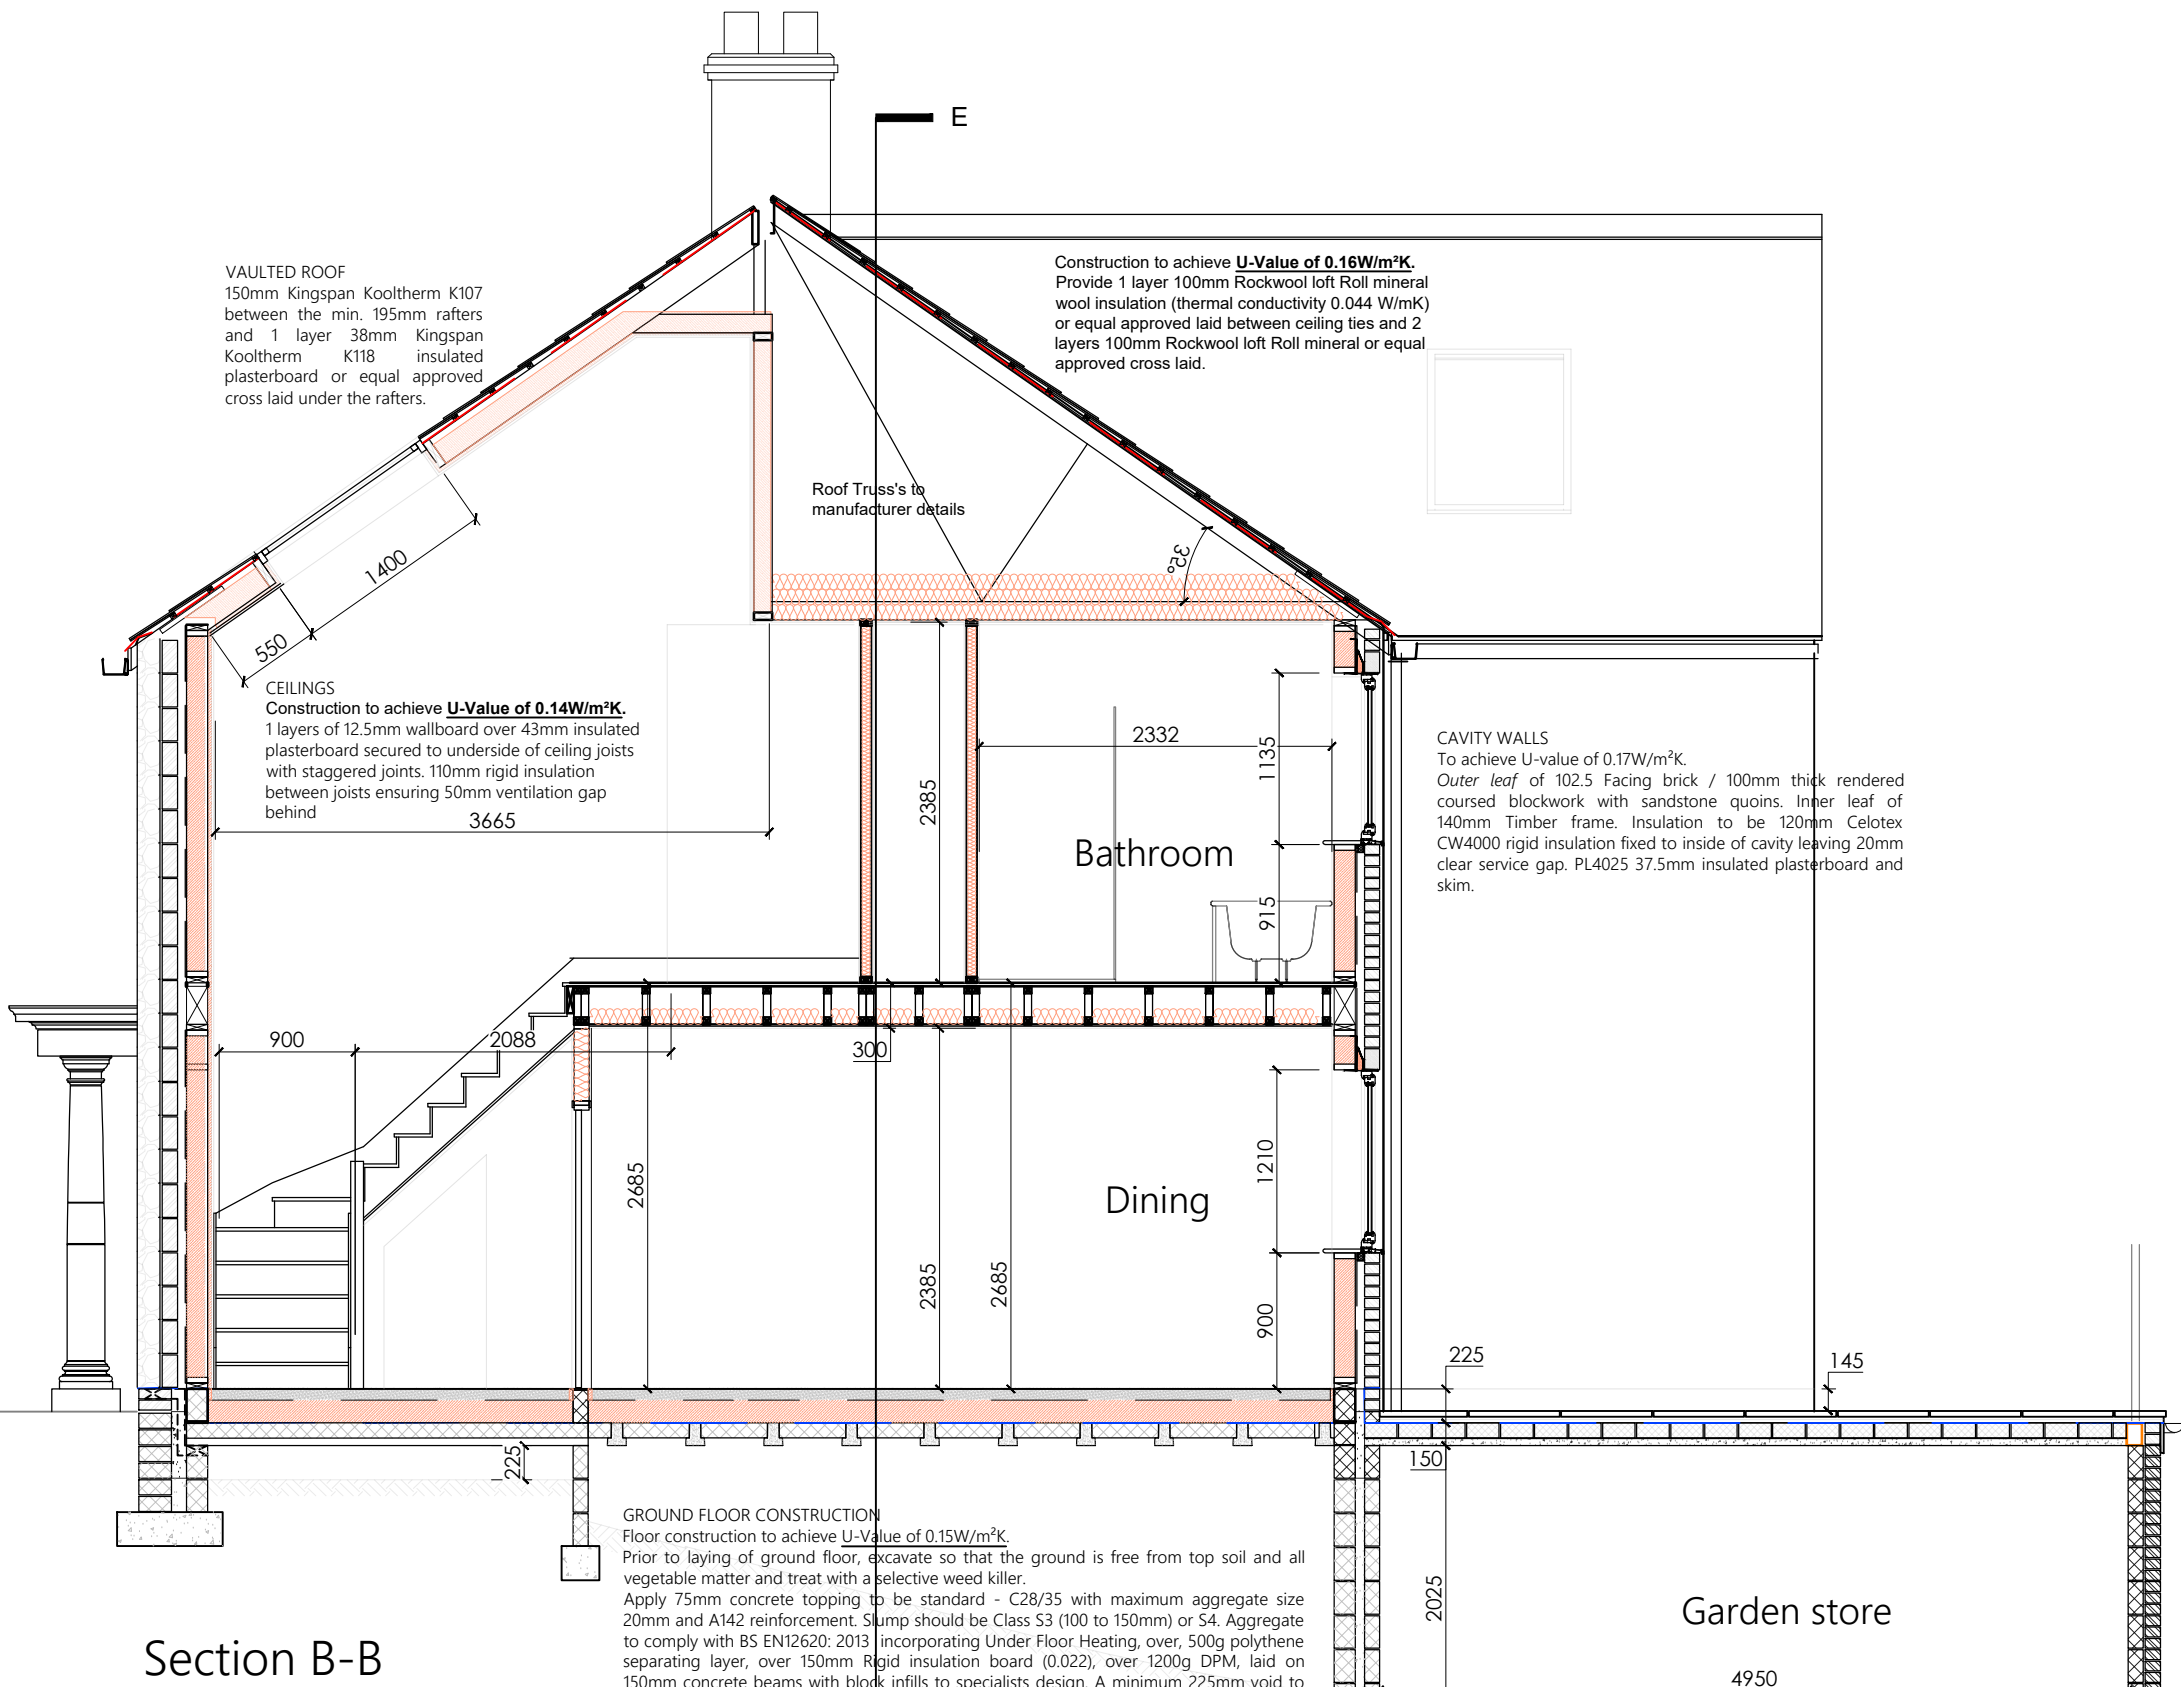 E
VAULTED ROOF
150mm Kingspan Kooltherm K107
between the min. 195mm rafters
and 1 layer 38mm Kingspan
Kooltherm K118 insulated
plasterboard or equal approved
cross laid under the rafters.
Construction to achieve U-Value of 0.16W/m²K.
Provide 1 layer 100mm Rockwool loft Roll mineral
wool insulation (thermal conductivity 0.044 W/mK)
or equal approved laid between ceiling ties and 2
layers 100mm Rockwool loft Roll mineral or equal
approved cross laid.
Roof Truss's to
manufacturer details
35°
1400
550
CEILINGS
Construction to achieve U-Value of 0.14W/m²K.
1 layers of 12.5mm wallboard over 43mm insulated
plasterboard secured to underside of ceiling joists
with staggered joints. 110mm rigid insulation
between joists ensuring 50mm ventilation gap
behind
3665
2385
2332
1135
Bathroom
915
CAVITY WALLS
To achieve U-value of 0.17W/m²K.
Outer leaf of 102.5 Facing brick / 100mm thick rendered
coursed blockwork with sandstone quoins. Inner leaf of
140mm Timber frame. Insulation to be 120mm Celotex
CW4000 rigid insulation fixed to inside of cavity leaving 20mm
clear service gap. PL4025 37.5mm insulated plasterboard and
skim.
900
2088
300
2685
Dining
1210
2385
2685
900
225
145
225
150
GROUND FLOOR CONSTRUCTION
Floor construction to achieve U-Value of 0.15W/m²K.
Prior to laying of ground floor, excavate so that the ground is free from top soil and all
vegetable matter and treat with a selective weed killer.
Apply 75mm concrete topping to be standard - C28/35 with maximum aggregate size
20mm and A142 reinforcement. Slump should be Class S3 (100 to 150mm) or S4. Aggregate
to comply with BS EN12620: 2013 incorporating Under Floor Heating, over, 500g polythene
separating layer, over 150mm Rigid insulation board (0.022), over 1200g DPM, laid on
150mm concrete beams with block infills to specialists design. A minimum 225mm void to
2025
Garden store
4950
Section B-B